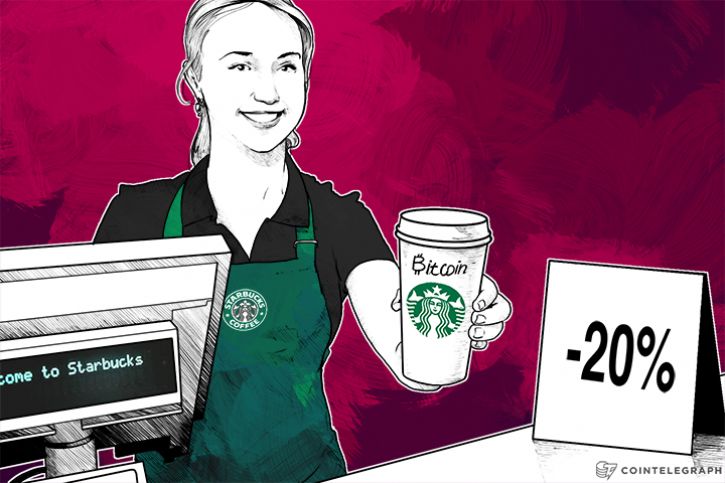 Bitcoin
STARBUCKS
COFFEE
come to Starbucks
-20%
COINTELEGRAPH